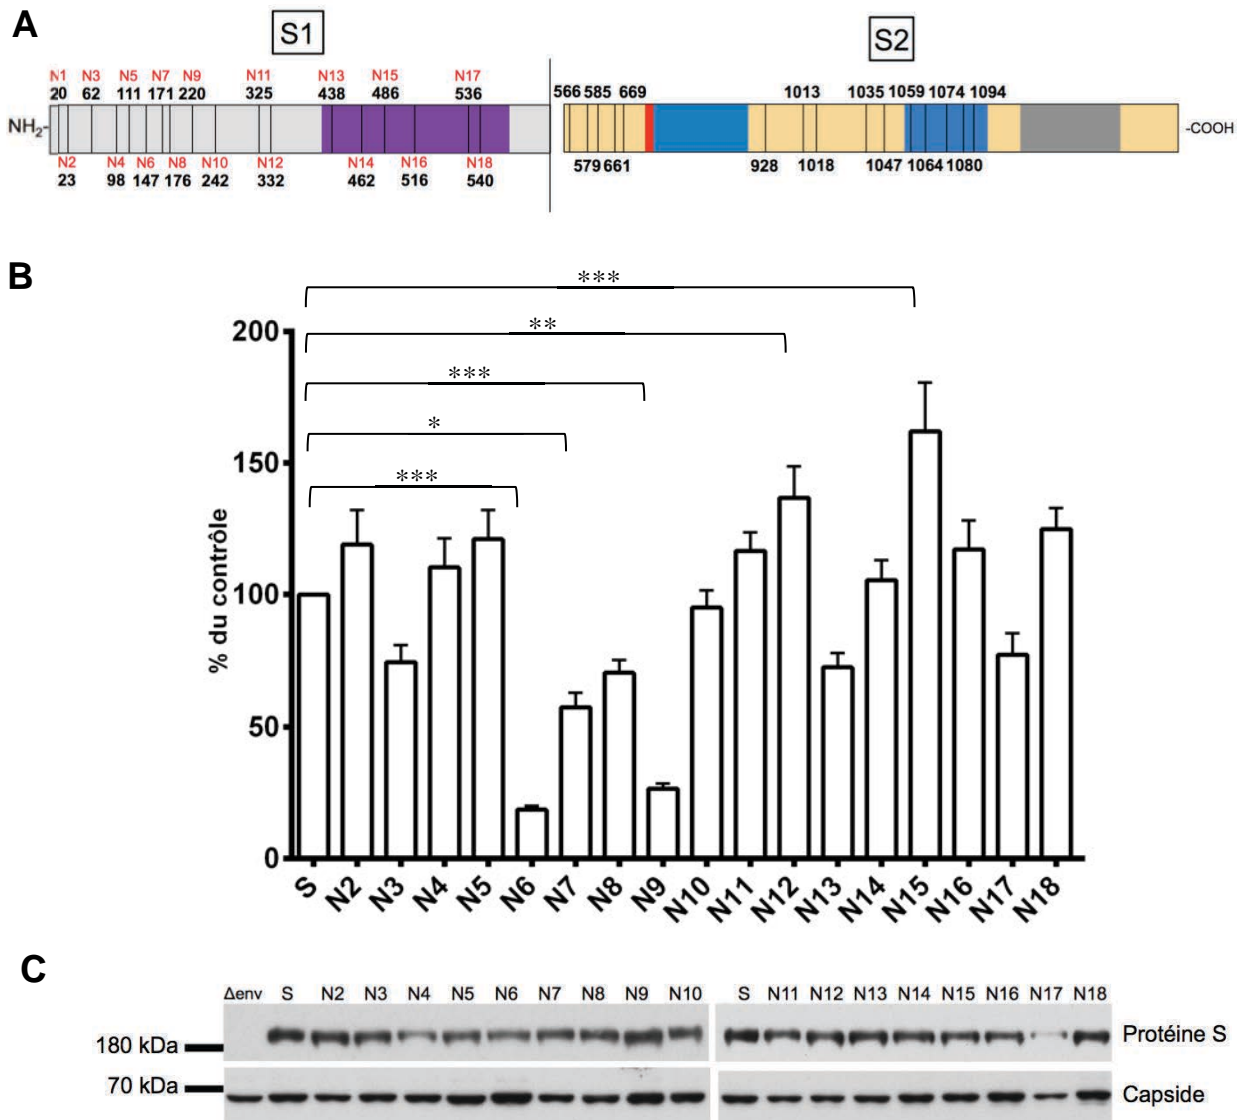 A
S1
S2
N1 N3 N5 N7 N9 N11 N13 N15 N17
20 62 111 171 220 325 438 486 536 566 585 669 1013 1035 1059 1074 1094
NH2- -COOH
N2 N4 N6 N8 N10 N12 N14 N16 N18
23 98 147 176 242 332 462 516 540 579 661 928 1018 1047 1064 1080
B
***
**
***
*
***
200
150
100
50
0
% du contrôle
S N2 N3 N4 N5 N6 N7 N8 N9 N10 N11 N12 N13 N14 N15 N16 N17 N18
C
Δenv S N2 N3 N4 N5 N6 N7 N8 N9 N10 S N11 N12 N13 N14 N15 N16 N17 N18
180 kDa Protéine S
70 kDa Capside